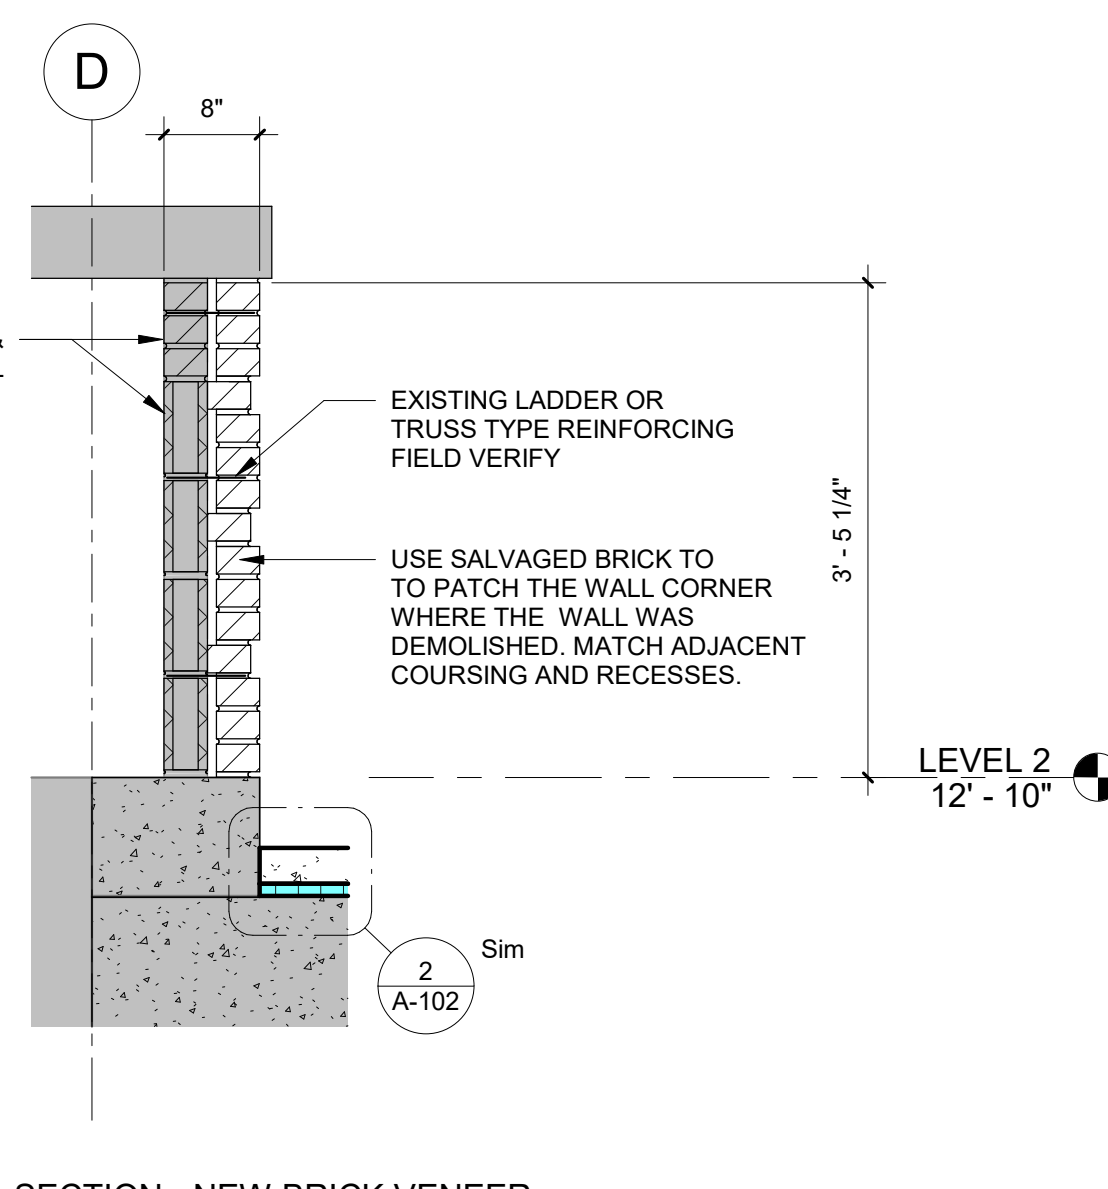 D
8"
&
EXISTING LADDER OR
TRUSS TYPE REINFORCING
FIELD VERIFY
USE SALVAGED BRICK TO
TO PATCH THE WALL CORNER
WHERE THE WALL WAS
DEMOLISHED. MATCH ADJACENT
COURSING AND RECESSES.
3' - 5 1/4"
LEVEL 2
12' - 10"
Sim
2
A-102
SECTION - NEW BRICK VENEER